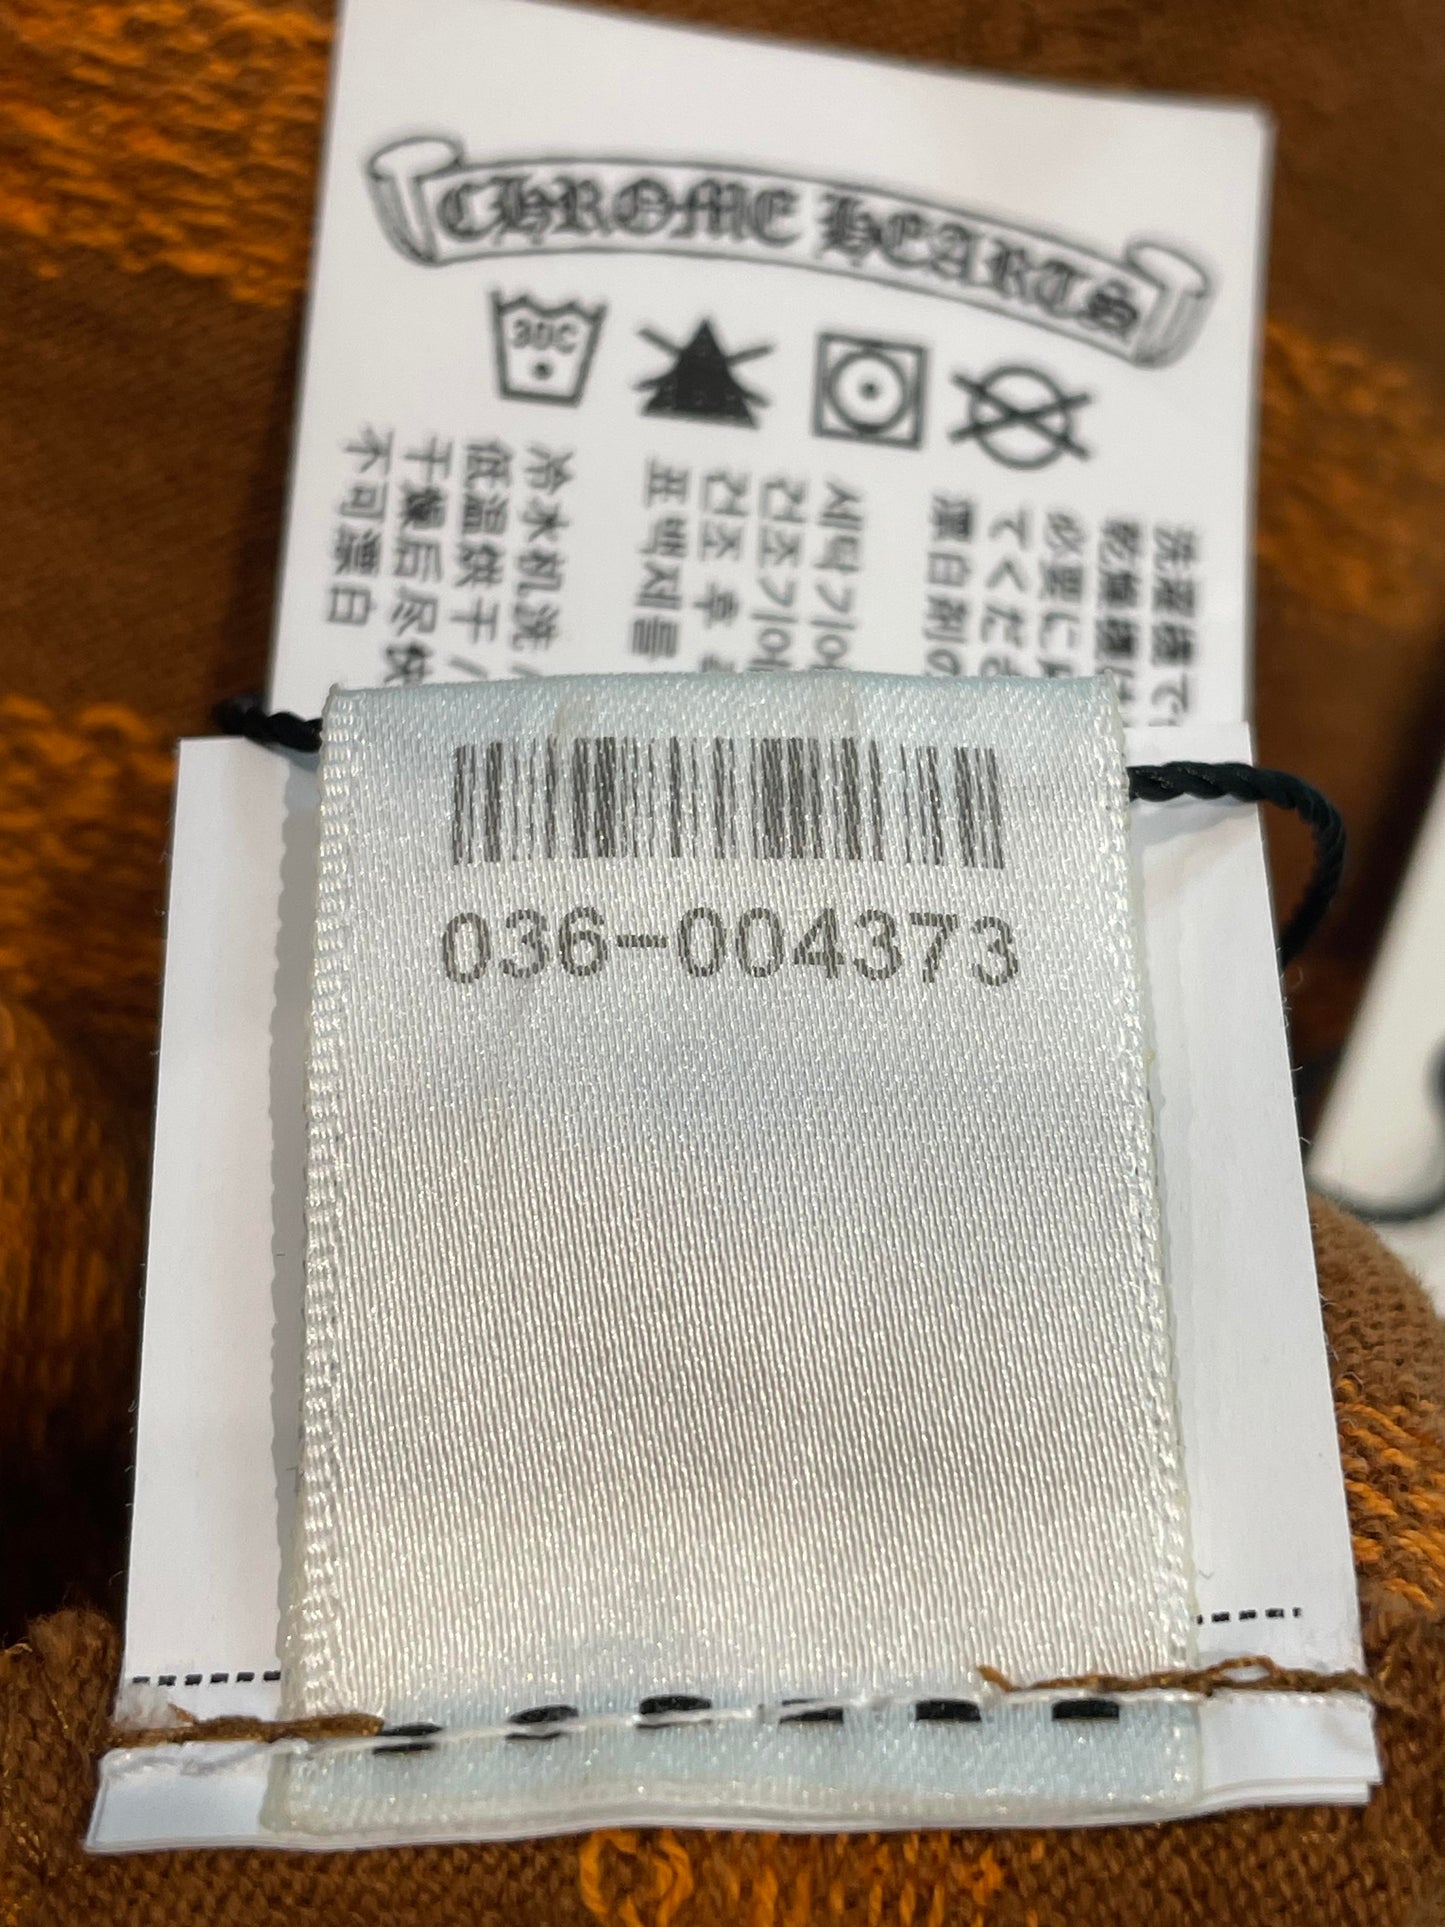 CHROME HEARTS
30C
冷水机洗 /
低温烘干 /
干燥后尽快
不可漂白
세탁기에
건조기에
건조 후
표백제를
洗濯機で
乾燥機
必要に
てくださ
漂白剤の
036-004373